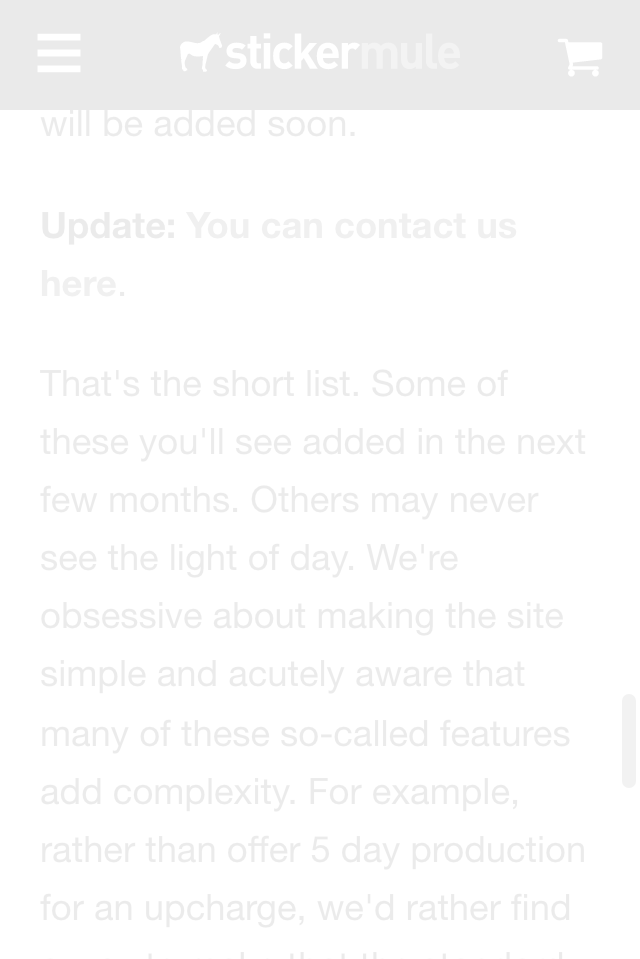 stickermule
will be added soon.
Update: You can contact us
here.
That's the short list. Some of
these you'll see added in the next
few months. Others may never
see the light of day. We're
obsessive about making the site
simple and acutely aware that
many of these so-called features
add complexity. For example,
rather than offer 5 day production
for an upcharge, we'd rather find